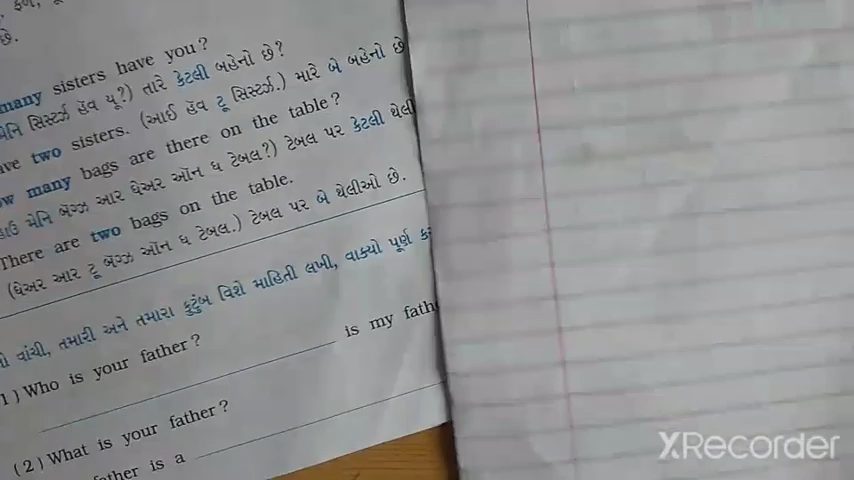 છે.
many sisters have you?
મેનિ સિસ્ટર્ઝ હૅવ યૂ?) તારે કેટલી બહેનો છે?
have two sisters. (આઈ હૅવ ટૂ સિસ્ટર્ઝ.) મારે બે બહેનો છે
How many bags are there on the table?
હાઉ મેનિ બૅગ્ઝ આર ધેઅર ઑન ધ ટેબલ?) ટેબલ પર કેટલી થેલી
There are two bags on the table.
(ધેઅર આર ટૂ બૅગ્ઝ ઑન ધ ટેબલ.) ટેબલ પર બે થેલીઓ છે.
વાંચી, તમારી અને તમારા કુટુંબ વિશે માહિતી લખી, વાક્યો પૂર્ણ કર
1) Who is your father?
is my fath
(2) What is your father?
father is a
XRecorder